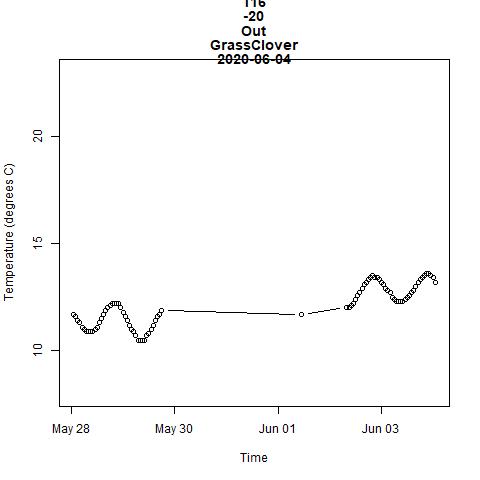 T16
-20
Out
GrassClover
2020-06-04
Temperature (degrees C)
20
15
10
May 28
May 30
Jun 01
Jun 03
Time